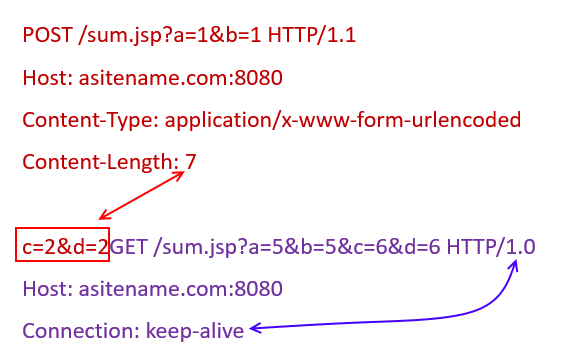 POST /sum.jsp?a=1&b=1 HTTP/1.1
Host: asitename.com:8080
Content-Type: application/x-www-form-urlencoded
Content-Length: 7
c=2&d=2GET /sum.jsp?a=5&b=5&c=6&d=6 HTTP/1.0
Host: asitename.com:8080
Connection: keep-alive